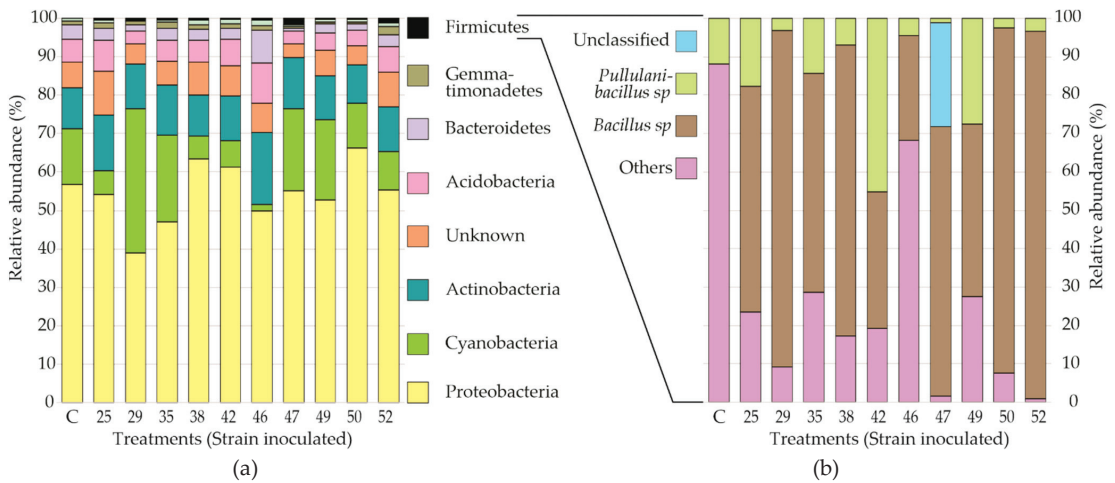 Relative abundance (%)
100
90
80
70
60
50
40
30
20
10
0
C 25 29 35 38 42 46 47 49 50 52
Treatments (Strain inoculated)
(a)
Firmicutes
Gemma-
timonadetes
Bacteroidetes
Acidobacteria
Unknown
Actinobacteria
Cyanobacteria
Proteobacteria
Unclassified
Pullulani-
bacillus sp
Bacillus sp
Others
100
90
80
70
60
50
40
30
20
10
0
Relative abundance (%)
C 25 29 35 38 42 46 47 49 50 52
Treatments (Strain inoculated)
(b)